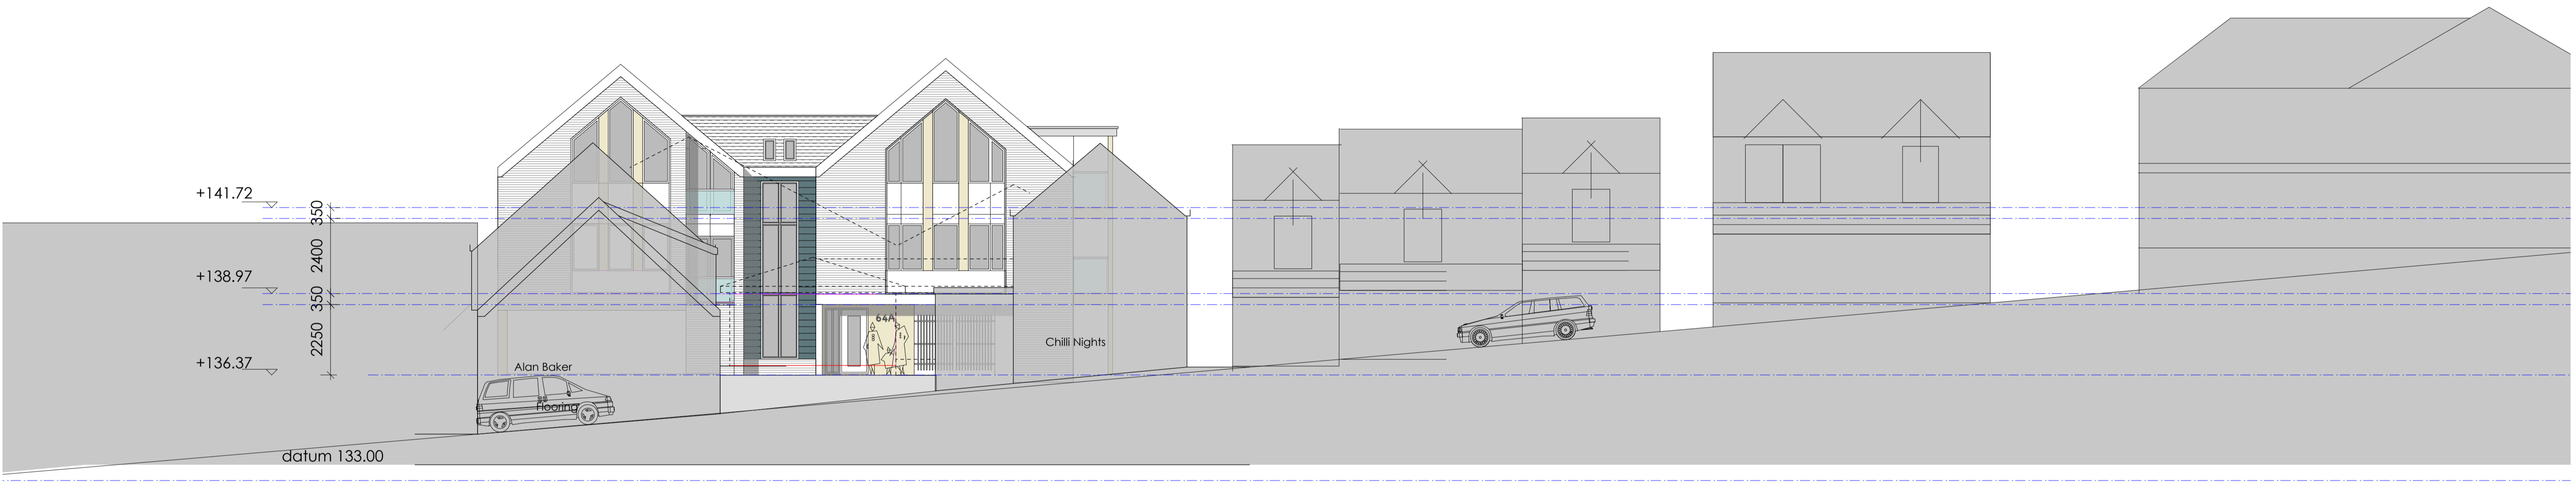 +141.72
350
2400
+138.97
350
2250
+136.37
64A
Chilli Nights
Alan Baker
Flooring
datum 133.00